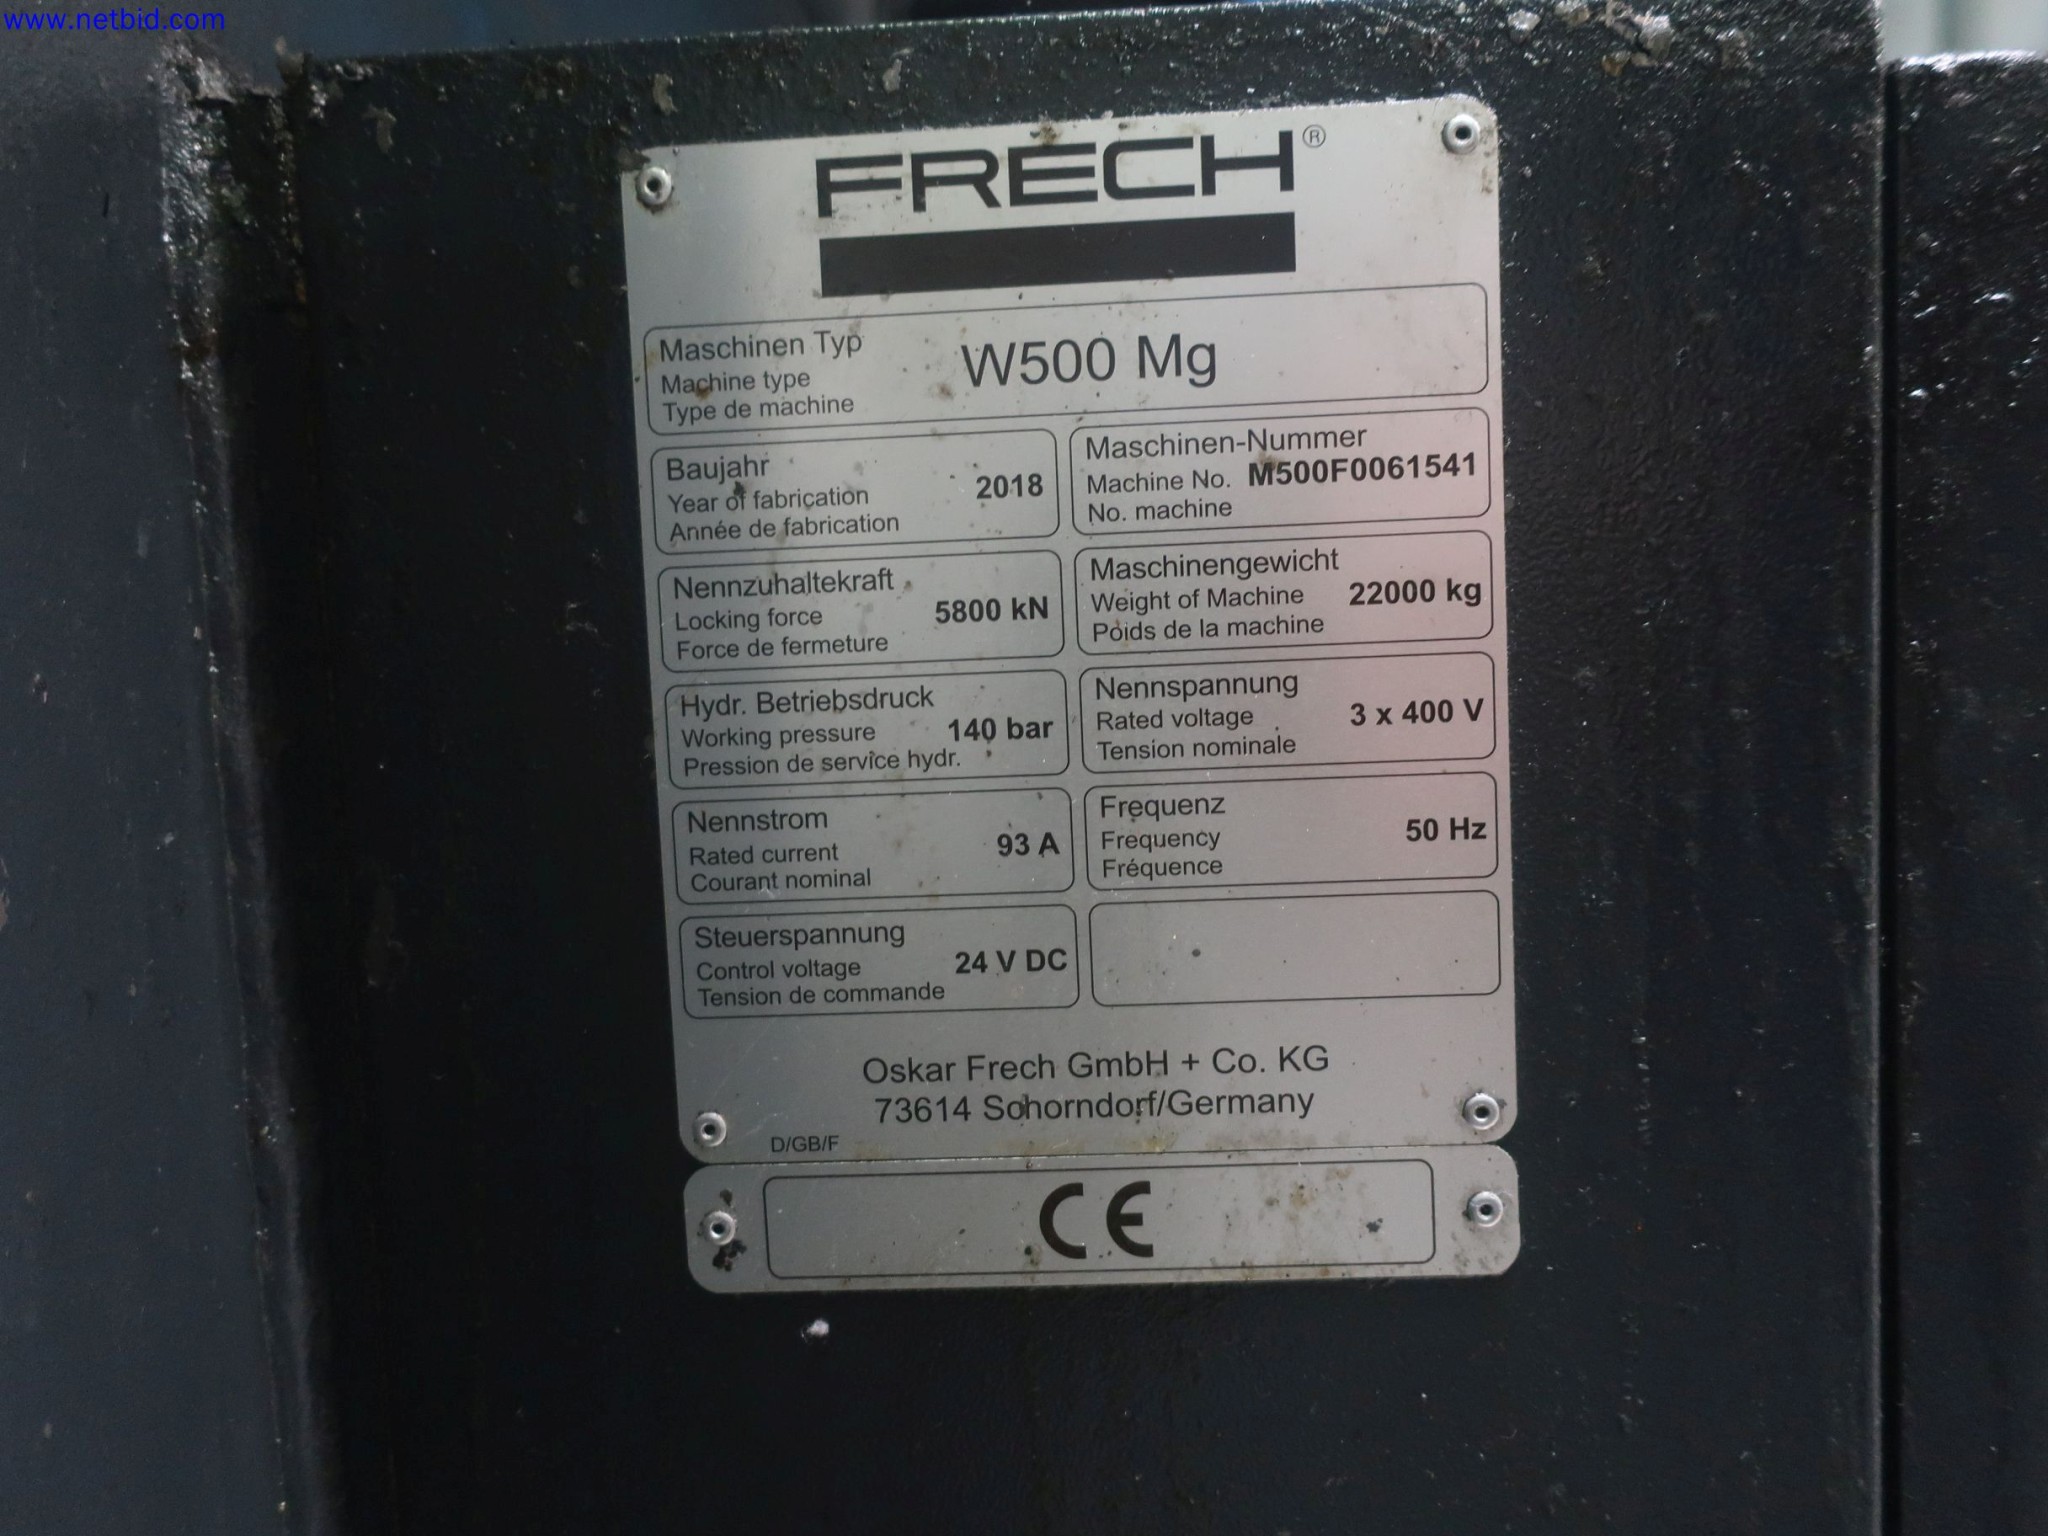 www.netbid.com
FRECH®
Maschinen Typ
Machine type
Type de machine
W500 Mg
Baujahr
Year of fabrication
Année de fabrication
2018
Maschinen-Nummer
Machine No. M500F0061541
No. machine
Nennzuhaltekraft
Locking force
Force de fermeture
5800 kN
Maschinengewicht
Weight of Machine
Poids de la machine
22000 kg
Hydr. Betriebsdruck
Working pressure
Pression de service hydr.
140 bar
Nennspannung
Rated voltage
Tension nominale
3 x 400 V
Nennstrom
Rated current
Courant nominal
93 A
Frequenz
Frequency
Fréquence
50 Hz
Steuerspannung
Control voltage
Tension de commande
24 V DC
Oskar Frech GmbH + Co. KG
73614 Schorndorf/Germany
D/GB/F
CE